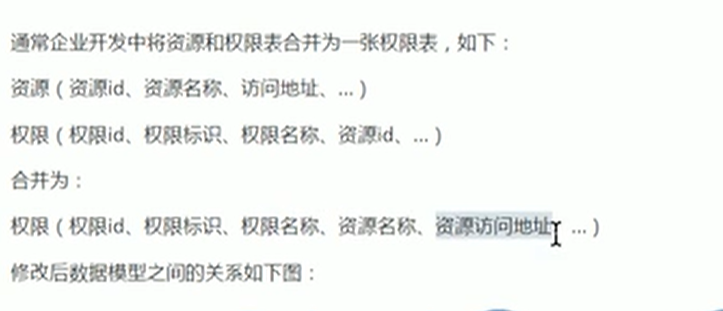 通常企业开发中将资源和权限表合并为一张权限表，如下：
资源（资源id、资源名称、访问地址、...）
权限（权限id、权限标识、权限名称、资源id、...）
合并为：
权限（权限id、权限标识、权限名称、资源名称、资源访问地址、...）
修改后数据模型之间的关系如下图：